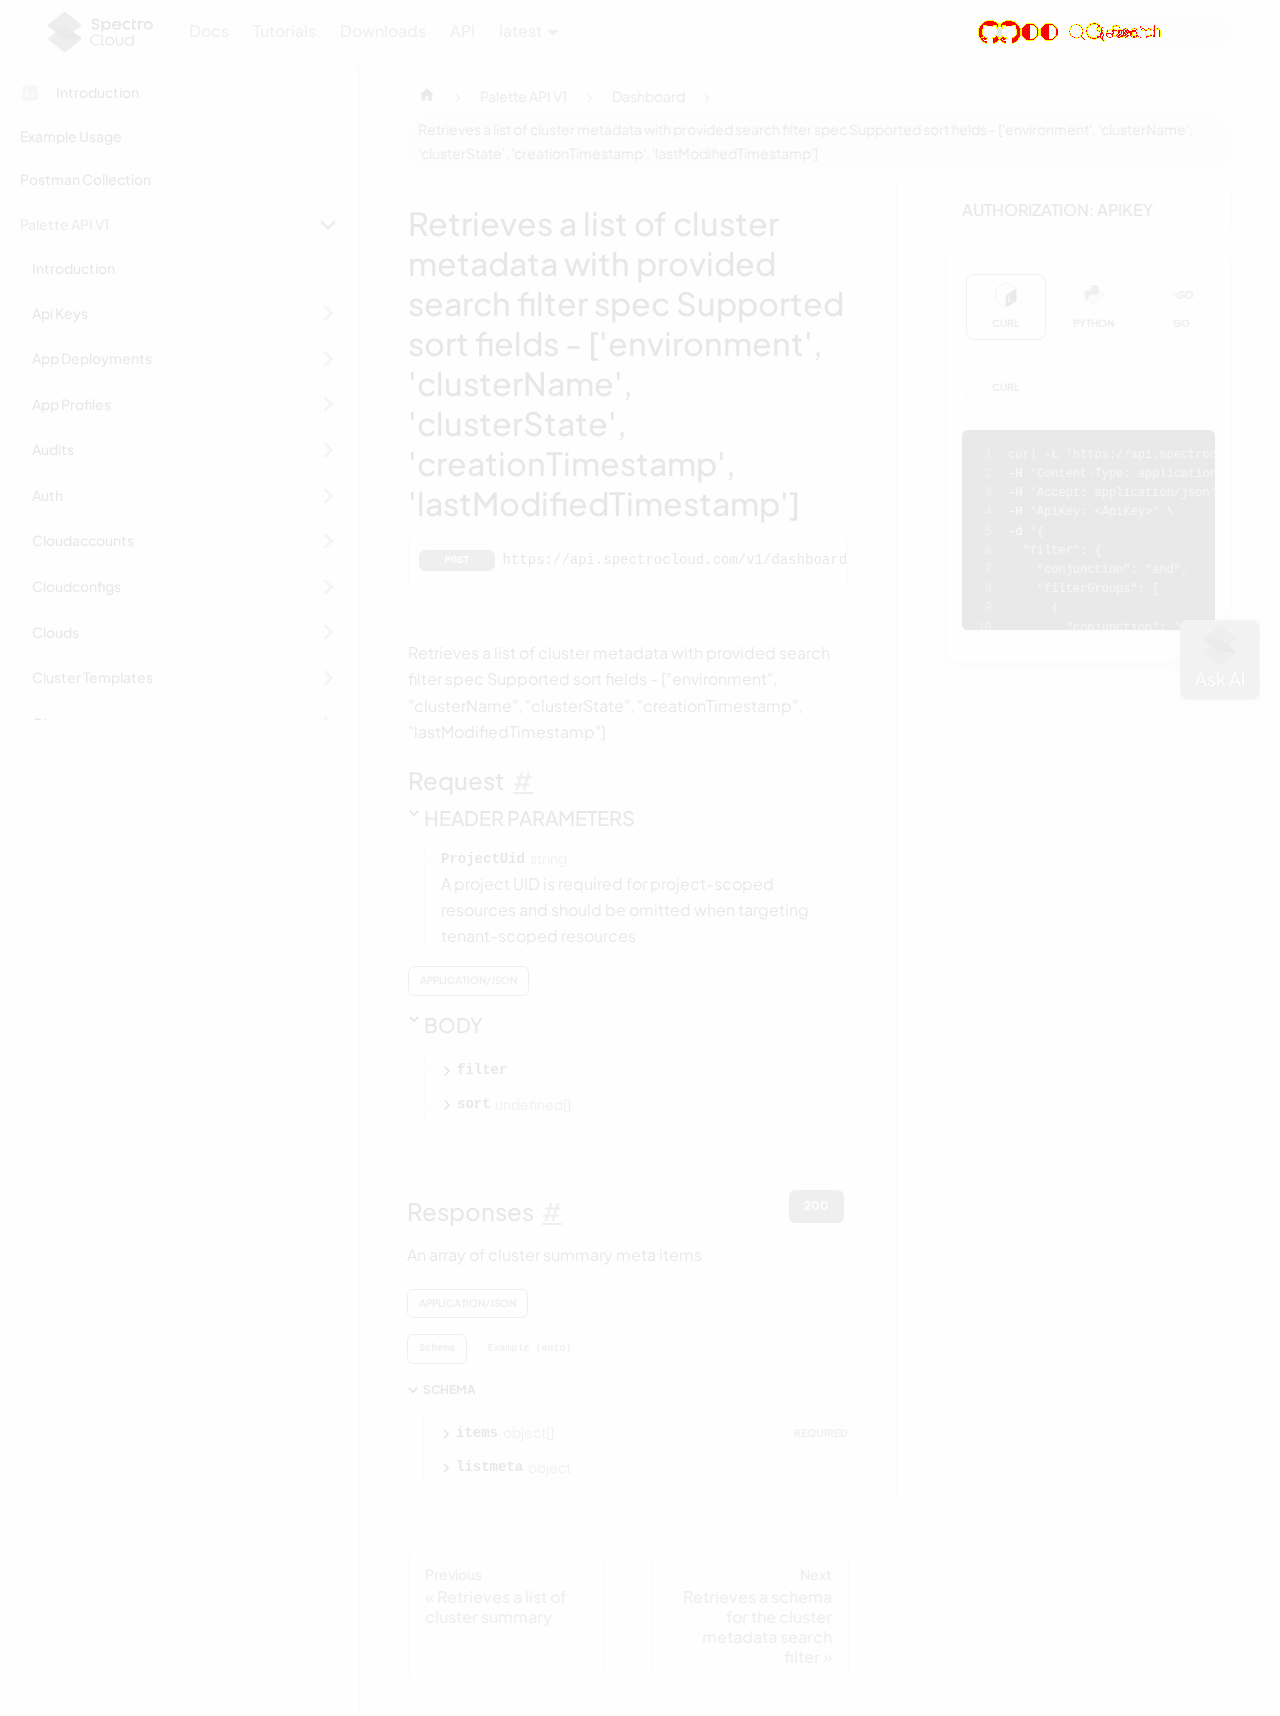 Spectro Cloud
Docs Tutorials Downloads API latest Search
Introduction
Example Usage
Postman Collection
Palette API V1
Introduction
Api Keys
App Deployments
App Profiles
Audits
Auth
Cloudaccounts
Cloudconfigs
Clouds
Cluster Templates
Palette API V1 > Dashboard >
Retrieves a list of cluster metadata with provided search filter spec Supported sort fields - ['environment', 'clusterName',
'clusterState', 'creationTimestamp', 'lastModifiedTimestamp']
Retrieves a list of cluster
metadata with provided
search filter spec Supported
sort fields - ['environment',
'clusterName',
'clusterState',
'creationTimestamp',
'lastModifiedTimestamp']
POST https://api.spectrocloud.com/v1/dashboard
Retrieves a list of cluster metadata with provided search
filter spec Supported sort fields - ["environment",
"clusterName", "clusterState", "creationTimestamp",
"lastModifiedTimestamp"]
Request #
HEADER PARAMETERS
ProjectUid string
A project UID is required for project-scoped
resources and should be omitted when targeting
tenant-scoped resources
APPLICATION/JSON
BODY
filter
sort undefined[]
Responses #
200
An array of cluster summary meta items
APPLICATION/JSON
Schema Example (auto)
SCHEMA
items object[] REQUIRED
listmeta object
Previous
« Retrieves a list of
cluster summary
Next
Retrieves a schema
for the cluster
metadata search
filter »
AUTHORIZATION: APIKEY
GO
CURL PYTHON GO
CURL
1 curl -L 'https://api.spectroc
2 -H 'Content-Type: application
3 -H 'Accept: application/json'
4 -H 'ApiKey: <ApiKey>' \
5 -d '{
6 "filter": {
7 "conjunction": "and",
8 "filterGroups": [
9 {
10 "conjunction": "
Ask AI